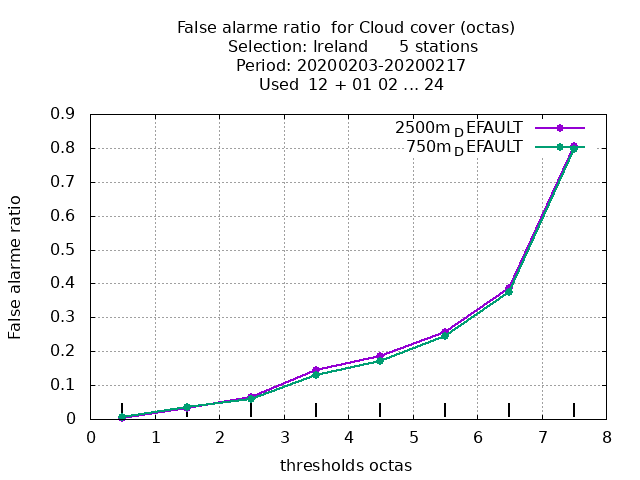 False alarme ratio  for Cloud cover (octas)
Selection: Ireland      5 stations
Period: 20200203-20200217
Used  12 + 01 02 ... 24
2500m_DEFAULT
750m_DEFAULT
False alarme ratio
0.9
0.8
0.7
0.6
0.5
0.4
0.3
0.2
0.1
0
0 1 2 3 4 5 6 7 8
thresholds octas